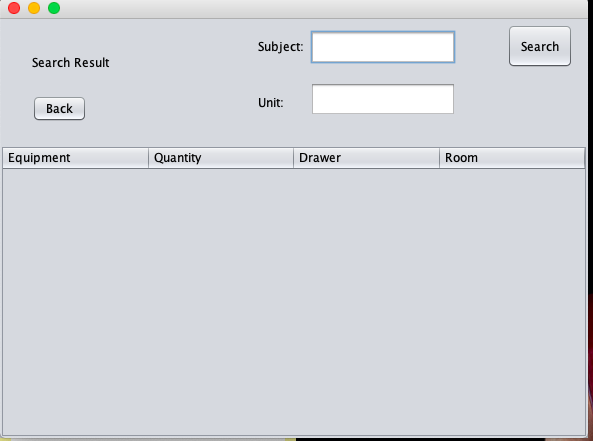 Subject:
Search
Search Result
Back
Unit:
Equipment Quantity Drawer Room